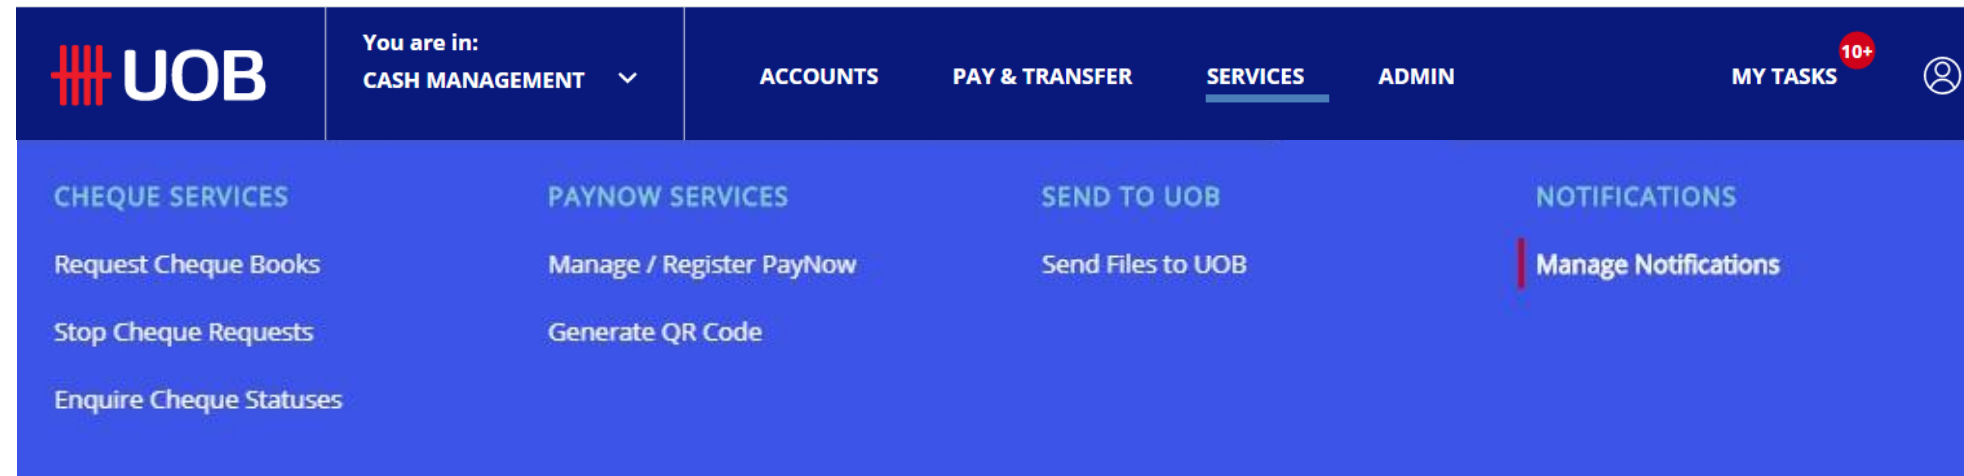 UOB
You are in:
CASH MANAGEMENT
ACCOUNTS
PAY & TRANSFER
SERVICES
ADMIN
MY TASKS
10+
CHEQUE SERVICES
Request Cheque Books
Stop Cheque Requests
Enquire Cheque Statuses
PAYNOW SERVICES
Manage / Register PayNow
Generate QR Code
SEND TO UOB
Send Files to UOB
NOTIFICATIONS
Manage Notifications